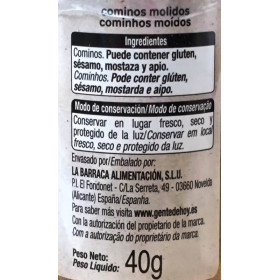 cominos molidos
cominhos moidos
Ingredientes
Cominos. Puede contener gluten,
sésamo, mostaza y apio.
Cominhos. Pode conter glúten,
sésamo, mostarda e aipo.
Modo de conservación/Modo de conservação
Conservar en lugar fresco, seco y
protegido de la luz/Conservar em local
fresco, seco e protegido da luz.
Envasado por/Embalado por:
LA BARRACA ALIMENTACIÓN, S.L.U.
P.I. El Fondonet - C/La Serreta, 49 - 03660 Novelda
(Alicante) España/Espanha.
Para saber más visita www.gentedehoy.es
Con la autorización del propietario de la marca.
Com a autorização do proprietário da marca.
Peso Neto:
Peso Líquido: 40g